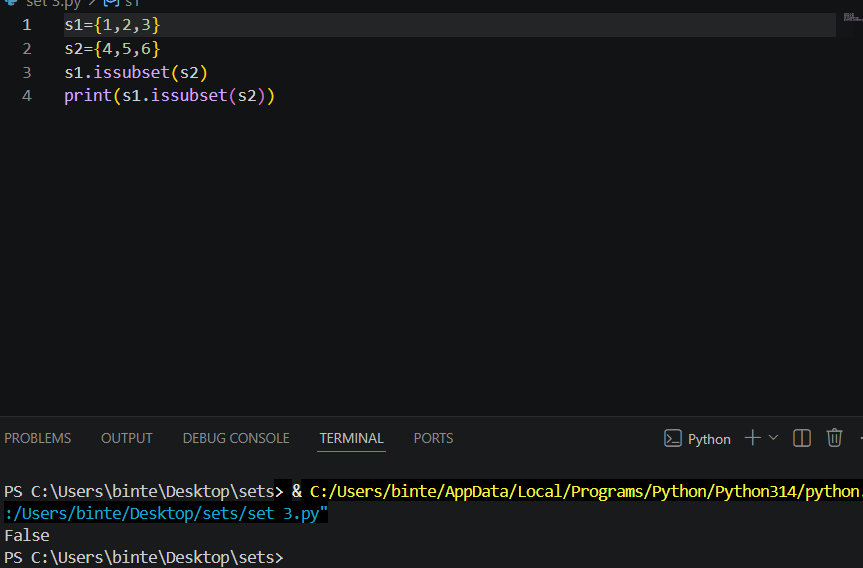 set 3.py > s1
1 s1={1,2,3}
2 s2={4,5,6}
3 s1.issubset(s2)
4 print(s1.issubset(s2))
PROBLEMS OUTPUT DEBUG CONSOLE TERMINAL PORTS Python
PS C:\Users\binte\Desktop\sets> & C:/Users/binte/AppData/Local/Programs/Python/Python314/python.
:/Users/binte/Desktop/sets/set 3.py"
False
PS C:\Users\binte\Desktop\sets>